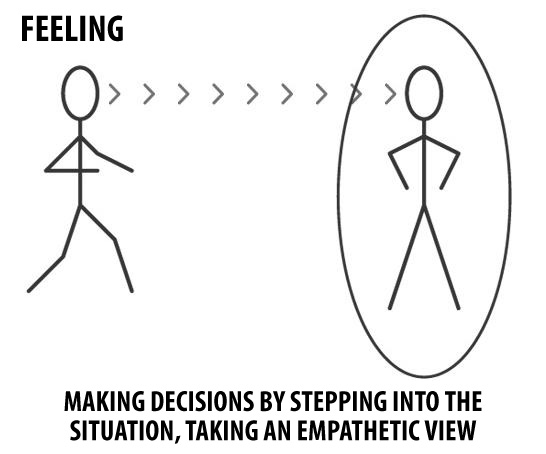 FEELING
MAKING DECISIONS BY STEPPING INTO THE
SITUATION, TAKING AN EMPATHETIC VIEW